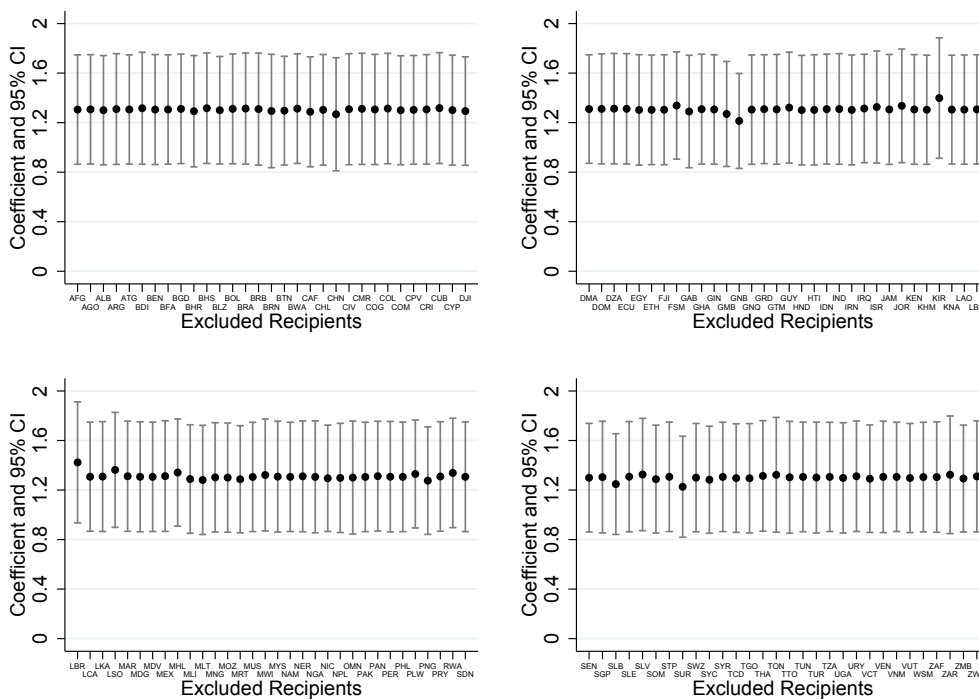 Coefficient and 95% CI
2
1.6
1.2
0.8
0.4
0
AFG ALB ATG BEN BGD BHS BOL BRB BTN CAF CHN CMR COL CPV CUB DJI
AGO ARG BDI BFA BHR BLZ BRA BRN BWA CHL CIV COG COM CRI CYP
Excluded Recipients
Coefficient and 95% CI
2
1.6
1.2
0.8
0.4
0
DMA DZA EGY FJI GAB GIN GNB GRD GUY HTI IND IRQ JAM KEN KIR LAO
DOM ECU ETH FSM GHA GMB GNQ GTM HND IDN IRN ISR JOR KHM KNA
Excluded Recipients
Coefficient and 95% CI
2
1.6
1.2
0.8
0.4
0
LBR LKA MAR MDV MHL MLT MOZ MUS MYS NER NIC OMN PAN PHL PNG RWA
LCA LSO MDG MEX MLI MNG MRT MWI NAM NGA NPL PAK PER PLW PRY SDN
Excluded Recipients
Coefficient and 95% CI
2
1.6
1.2
0.8
0.4
0
SEN SLB SLV STP SWZ SYR TGO TON TUN TZA URY VEN VUT ZAF ZMB
SGP SLE SOM SUR SYC TCD THA TTO TUR UGA VCT VNM WSM ZAR
Excluded Recipients